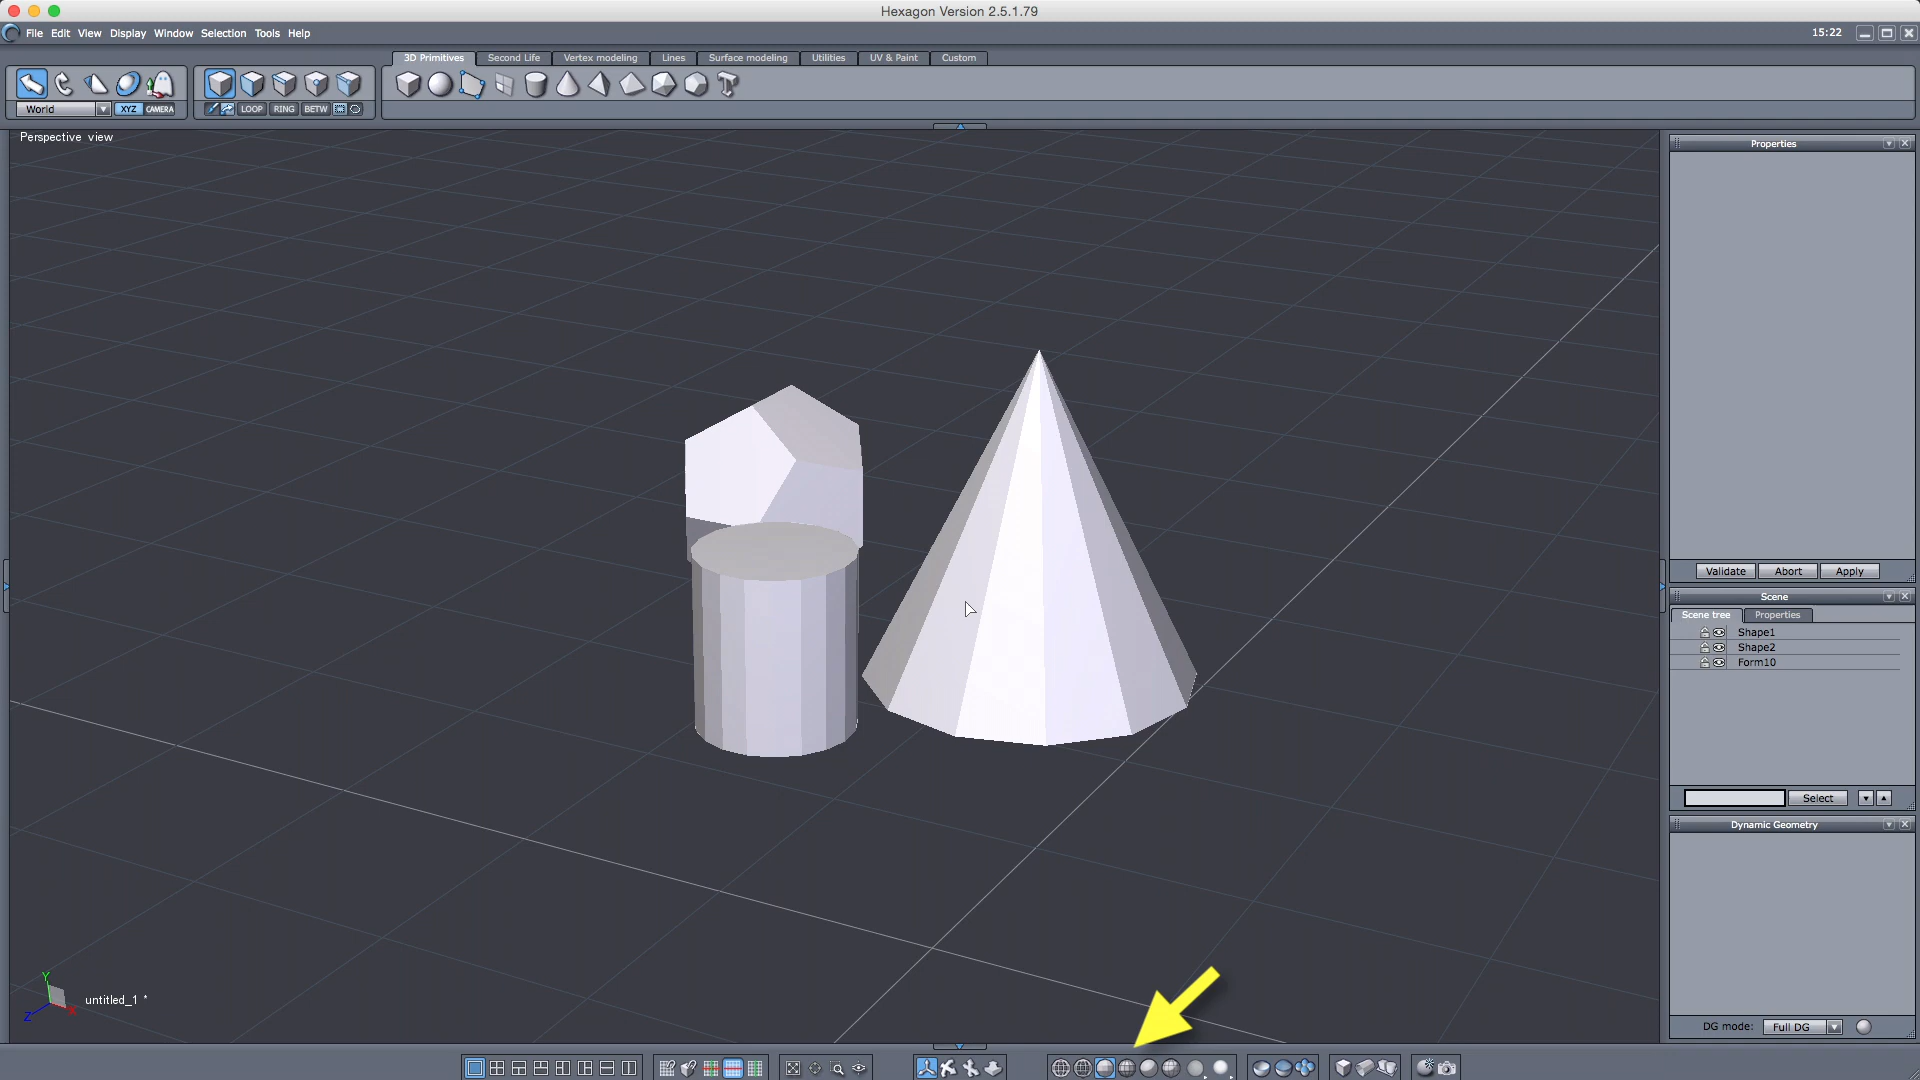 Hexagon Version 2.5.1.79
File Edit View Display Window Selection Tools Help
15:22
3D Primitives Second Life Vertex modeling Lines Surface modeling Utilities UV & Paint Custom
World XYZ CAMERA LOOP RING BETW
Perspective view
Properties
Validate Abort Apply
Scene
Scene tree Properties
Shape1
Shape2
Form10
Select
Dynamic Geometry
Y
Z X
untitled_1 *
DG mode: Full DG